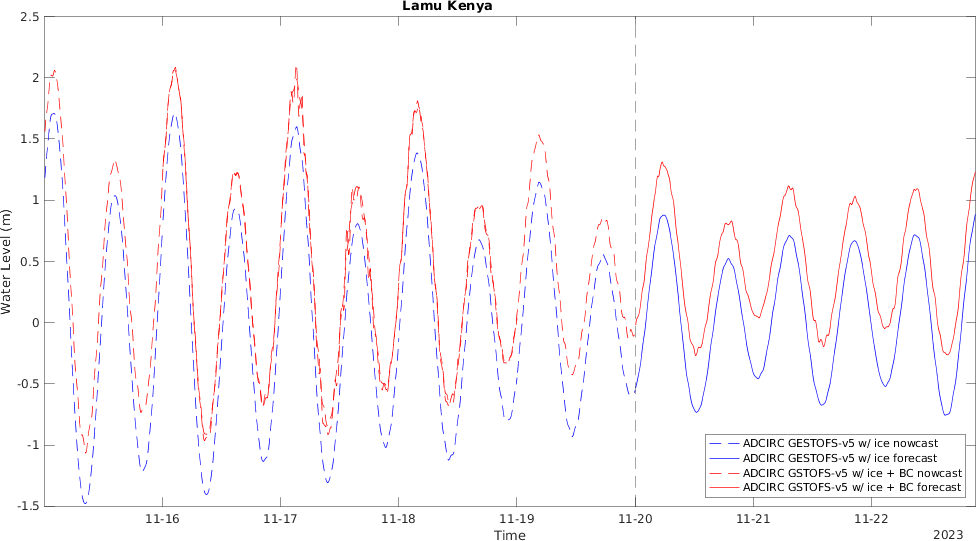 Lamu Kenya
2.5
2
1.5
1
0.5
0
-0.5
-1
-1.5
Water Level (m)
11-16 11-17 11-18 11-19 11-20 11-21 11-22
Time
2023
ADCIRC GESTOFS-v5 w/ ice nowcast
ADCIRC GESTOFS-v5 w/ ice forecast
ADCIRC GSTOFS-v5 w/ ice + BC nowcast
ADCIRC GSTOFS-v5 w/ ice + BC forecast